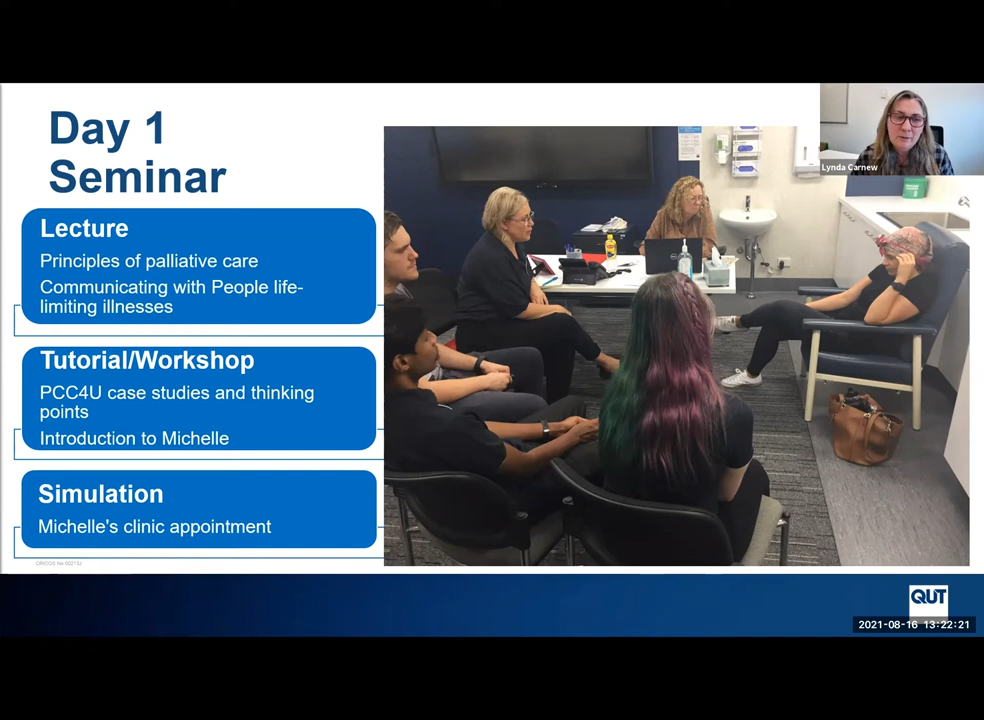 Day 1
Seminar
Lecture
Principles of palliative care
Communicating with People life-
limiting illnesses
Tutorial/Workshop
PCC4U case studies and thinking
points
Introduction to Michelle
Simulation
Michelle's clinic appointment
Lynda Carnew
QUT
2021-08-16 13:22:21